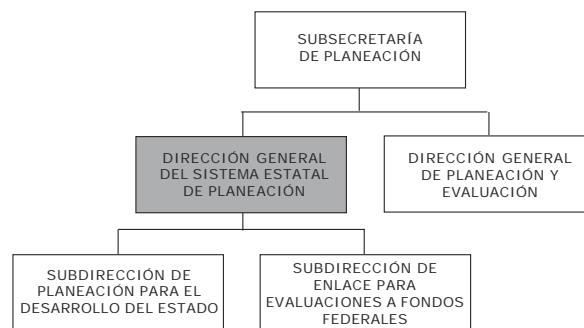 SUBSECRETARÍA
DE PLANEACIÓN
DIRECCIÓN GENERAL
DEL SISTEMA ESTATAL
DE PLANEACIÓN
DIRECCIÓN GENERAL
DE PLANEACIÓN Y
EVALUACIÓN
SUBDIRECCIÓN DE
PLANEACIÓN PARA EL
DESARROLLO DEL ESTADO
SUBDIRECCIÓN DE
ENLACE PARA
EVALUACIONES A FONDOS
FEDERALES